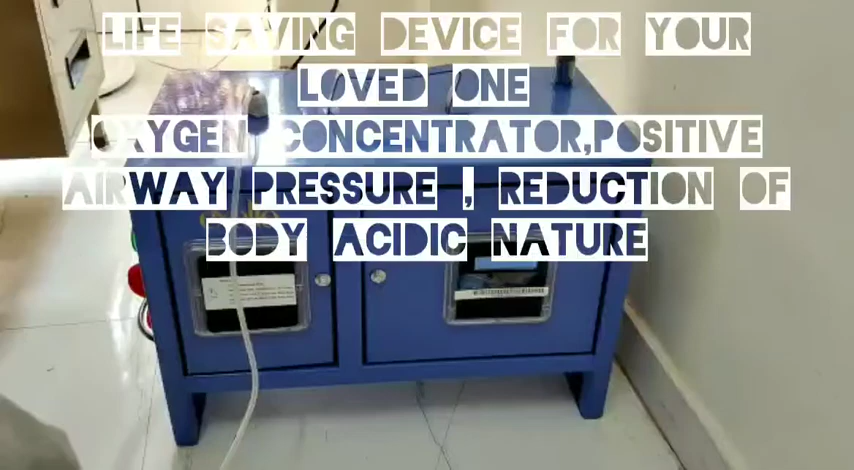 LIFE SAVING DEVICE FOR YOUR
LOVED ONE
OXYGEN CONCENTRATOR,POSITIVE
AIRWAY PRESSURE , REDUCTION OF
BODY ACIDIC NATURE